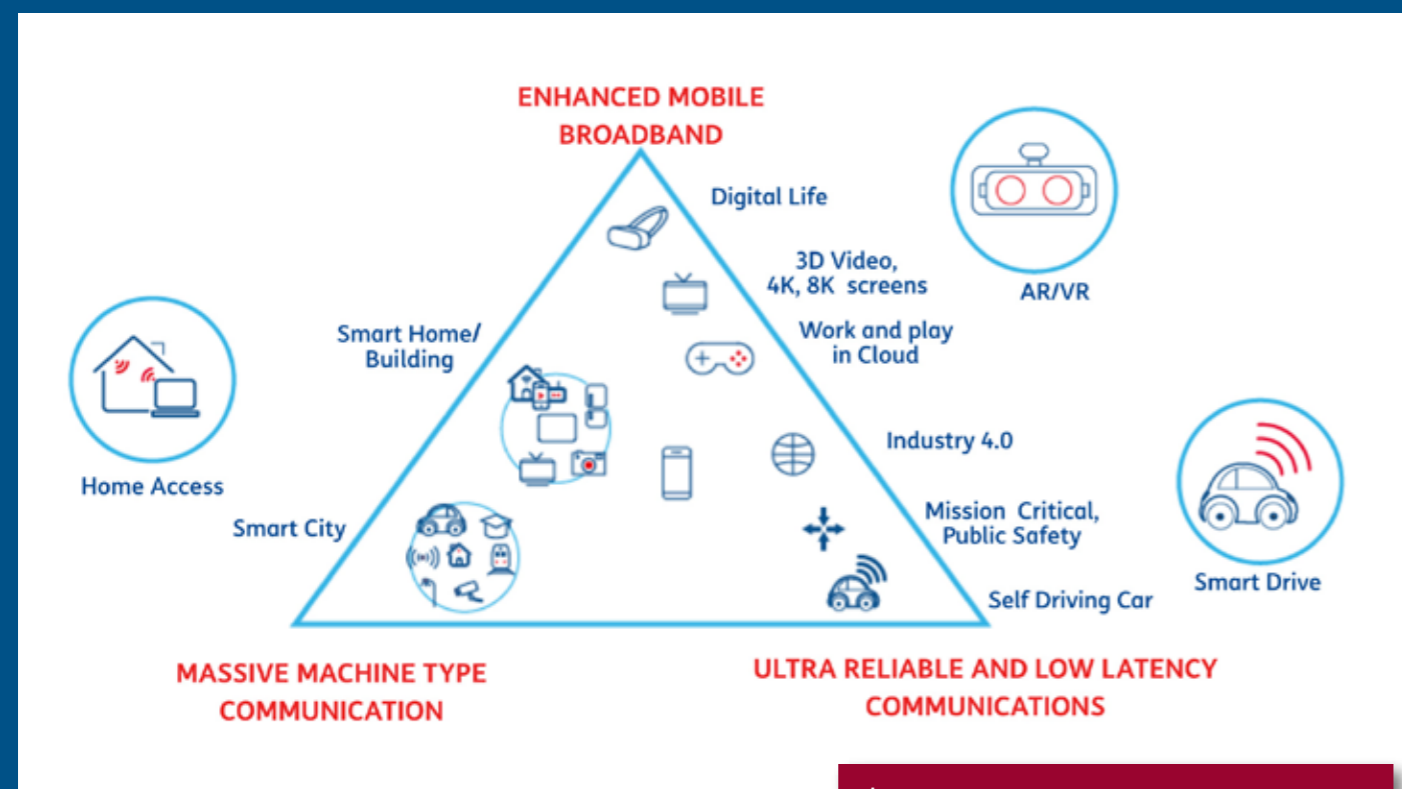 ENHANCED MOBILE
BROADBAND
Digital Life
3D Video,
4K, 8K screens
AR/VR
Work and play
in Cloud
Smart Home/
Building
Industry 4.0
Home Access
Smart City
Mission Critical,
Public Safety
Smart Drive
Self Driving Car
MASSIVE MACHINE TYPE
COMMUNICATION
ULTRA RELIABLE AND LOW LATENCY
COMMUNICATIONS